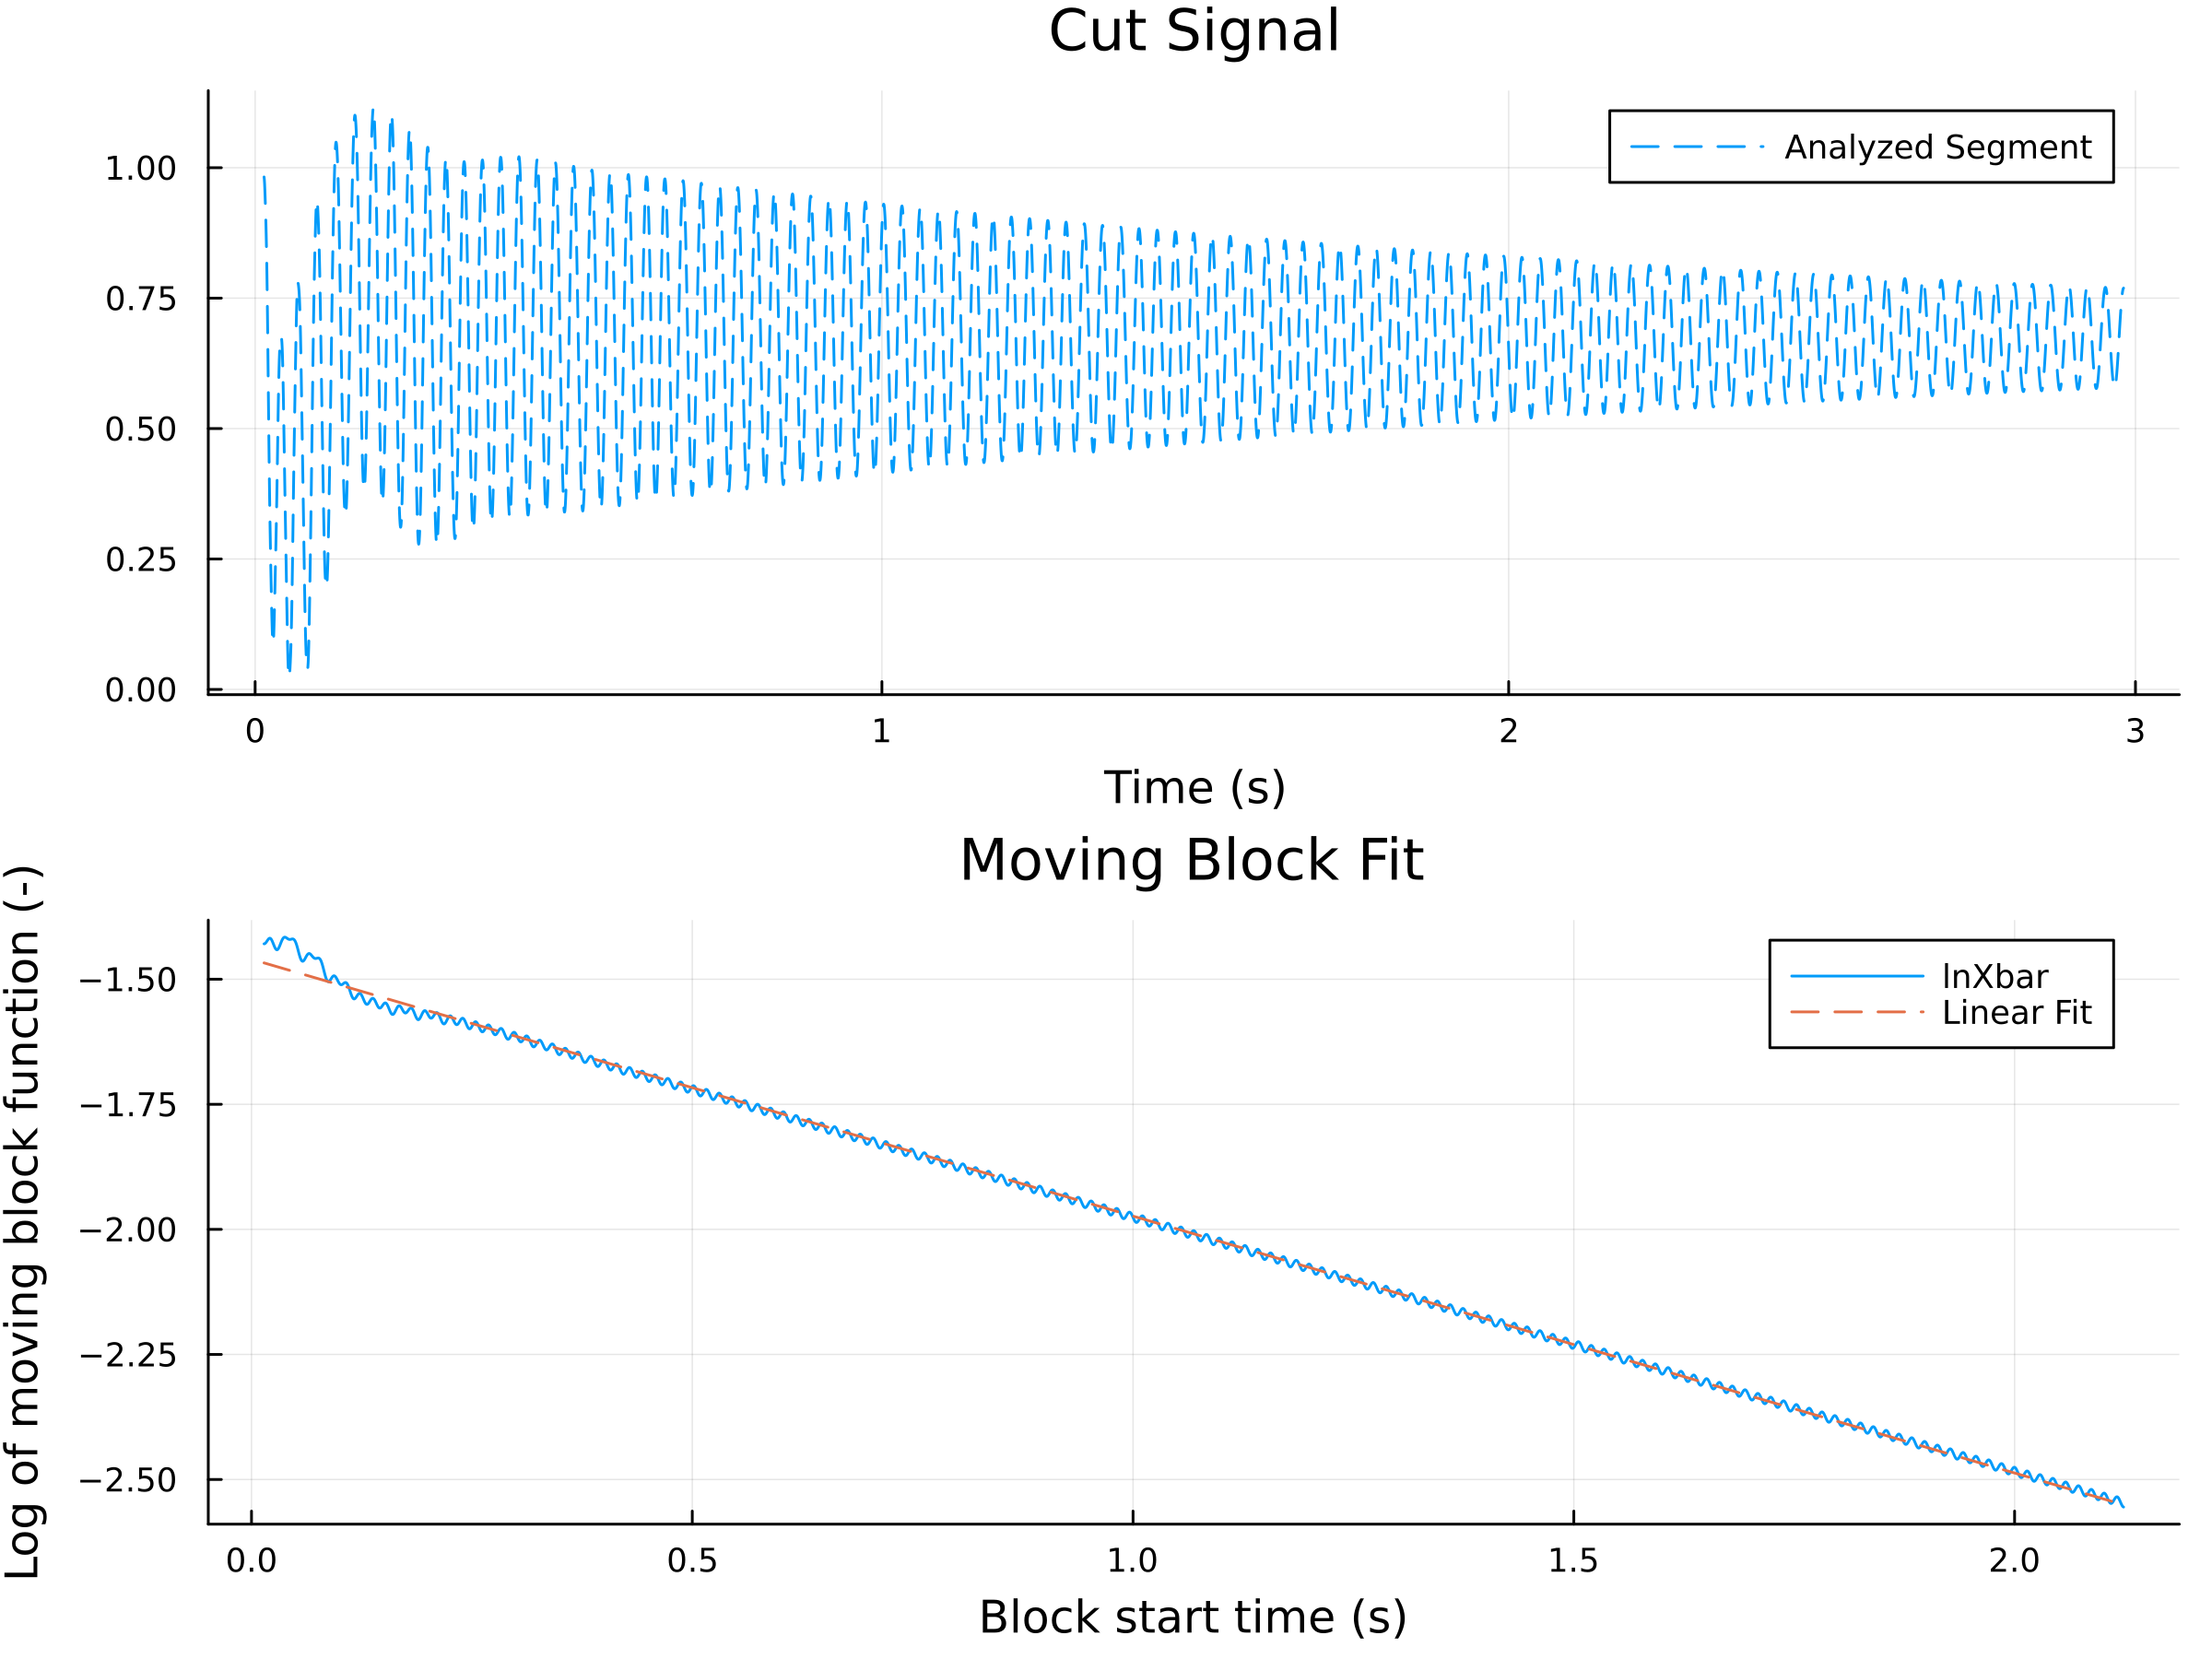 Cut Signal
Analyzed Segment
1.00
0.75
0.50
0.25
0.00
0 1 2 3
Time (s)
Moving Block Fit
Log of moving block function (-)
lnXbar
Linear Fit
−1.50
−1.75
−2.00
−2.25
−2.50
0.0 0.5 1.0 1.5 2.0
Block start time (s)